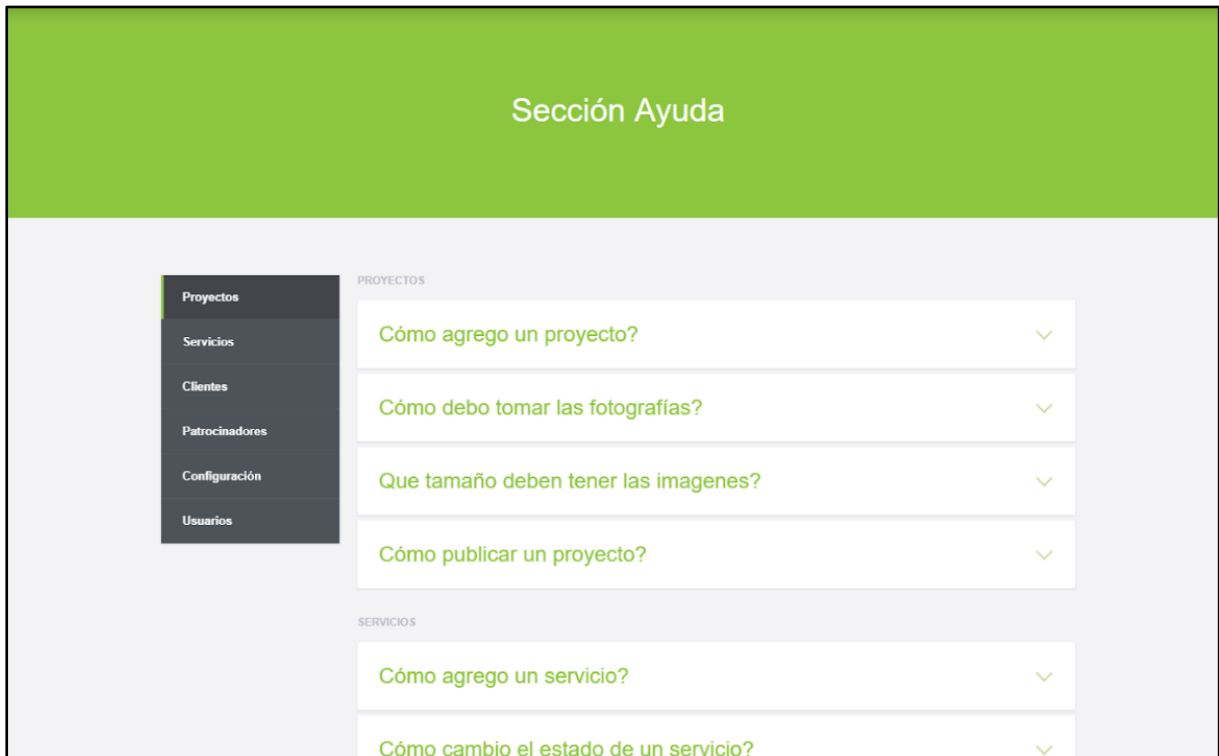 Sección Ayuda
Proyectos
Servicios
Clientes
Patrocinadores
Configuración
Usuarios
PROYECTOS
Cómo agrego un proyecto?
Cómo debo tomar las fotografías?
Que tamaño deben tener las imagenes?
Cómo publicar un proyecto?
SERVICIOS
Cómo agrego un servicio?
Cómo cambio el estado de un servicio?